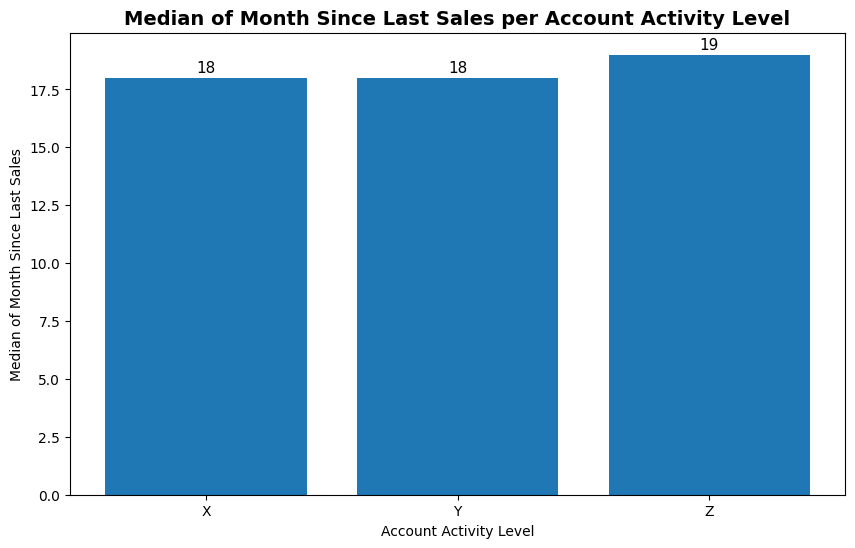 Median of Month Since Last Sales per Account Activity Level
18
18
19
Median of Month Since Last Sales
17.5
15.0
12.5
10.0
7.5
5.0
2.5
0.0
X
Y
Z
Account Activity Level